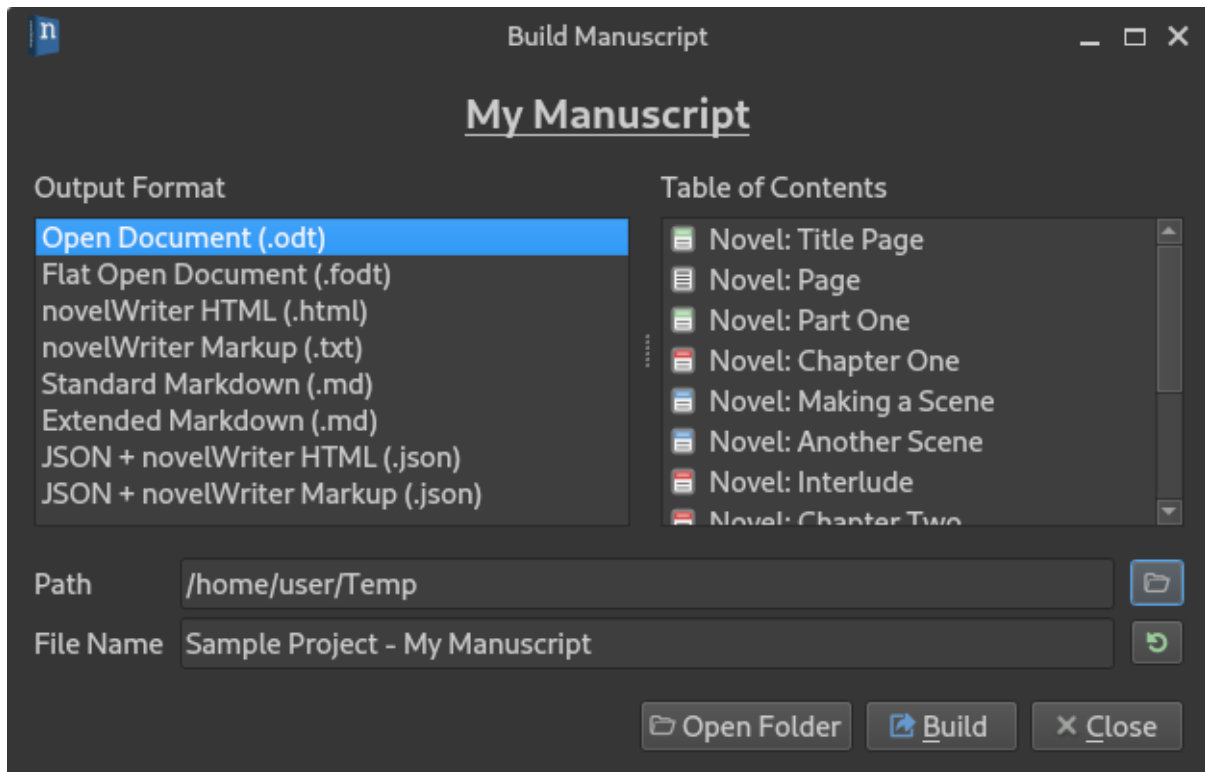 n
Build Manuscript
My Manuscript
Output Format
Open Document (.odt)
Flat Open Document (.fodt)
novelWriter HTML (.html)
novelWriter Markup (.txt)
Standard Markdown (.md)
Extended Markdown (.md)
JSON + novelWriter HTML (.json)
JSON + novelWriter Markup (.json)
Table of Contents
Novel: Title Page
Novel: Page
Novel: Part One
Novel: Chapter One
Novel: Making a Scene
Novel: Another Scene
Novel: Interlude
Novel: Chapter Two
Path /home/user/Temp
File Name Sample Project - My Manuscript
Open Folder Build Close